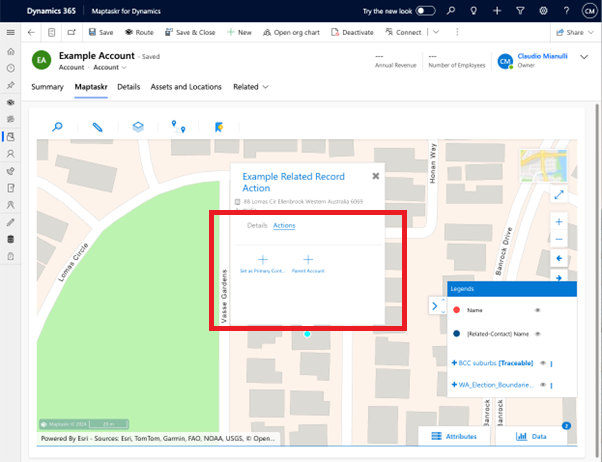 Dynamics 365
Maptaskr for Dynamics
Try the new look
CM
Save
Route
Save & Close
New
Open org chart
Deactivate
Connect
Share
EA
Example Account - Saved
Account · Account
---
Annual Revenue
---
Number of Employees
CM
Claudio Mianulli
Owner
Summary
Maptaskr
Details
Assets and Locations
Related
Example Related Record
Action
88 Lomas Cir Ellenbrook Western Australia 6069
Details
Actions
Set as Primary Cont...
Parent Account
Lomas Circle
Vasse Gardens
Honan Way
Banrock Drive
Legends
Name
[Related-Contact] Name
BCC suburbs [Traceable]
WA_Election_Boundarie...
Maptaskr © 2024
20 m
Powered By Esri - Sources: Esri, TomTom, Garmin, FAO, NOAA, USGS, © Open...
Attributes
Data
2